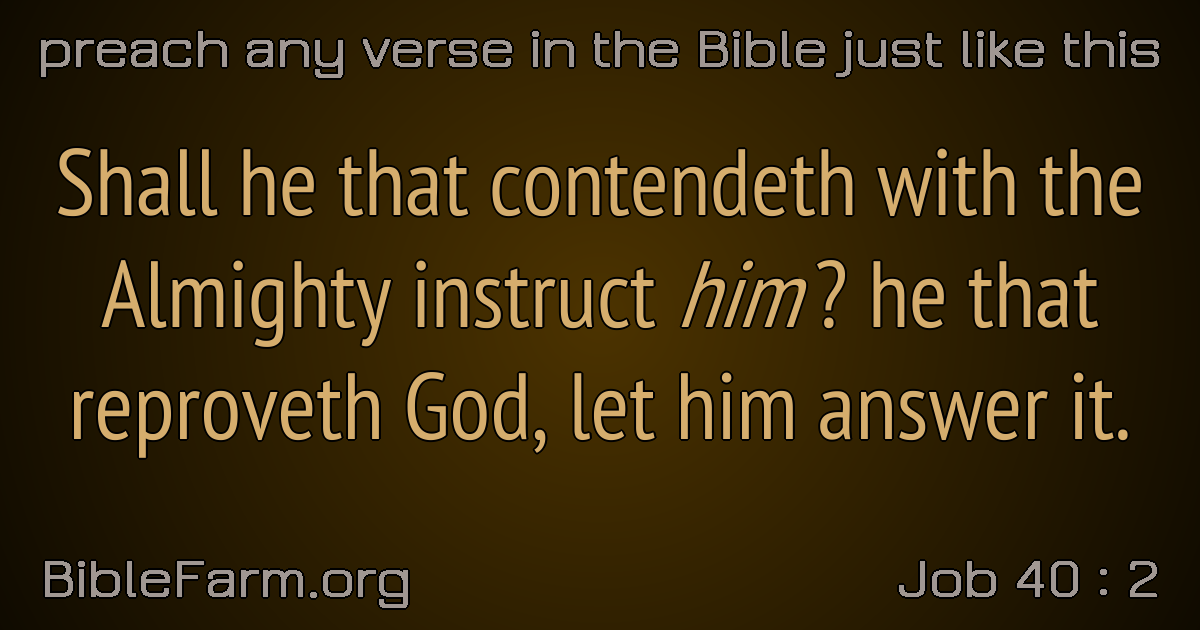 preach any verse in the Bible just like this
Shall he that contendeth with the
Almighty instruct him? he that
reproveth God, let him answer it.
BibleFarm.org
Job 40 : 2